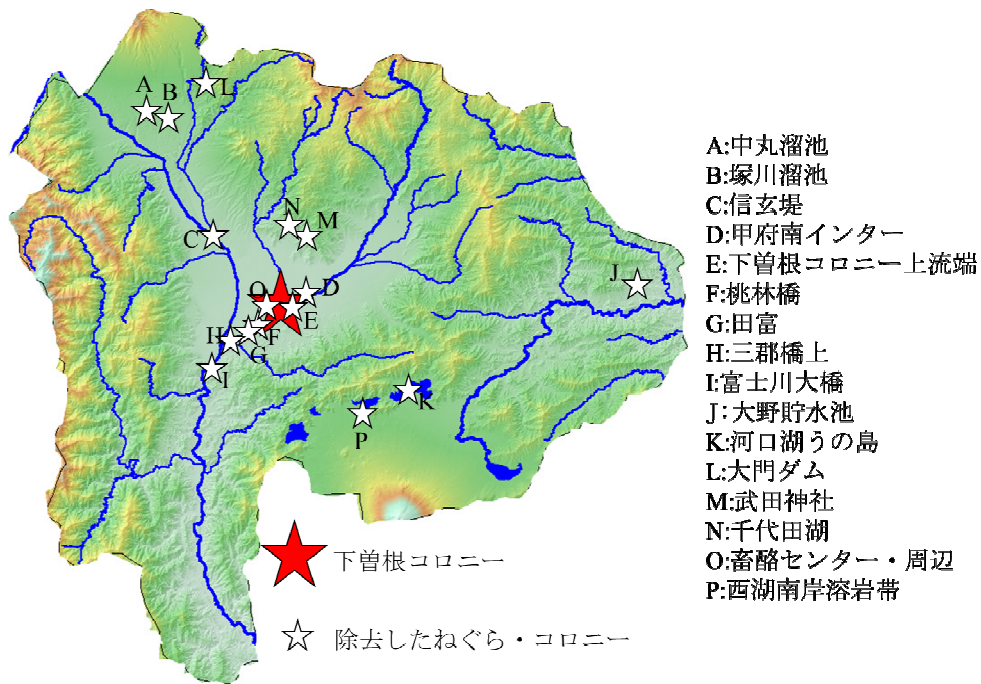 A
B
L
N
M
C
J
O
D
E
H
F
G
I
K
P
A:中丸溜池
B:塚川溜池
C:信玄堤
D:甲府南インター
E:下曽根コロニー上流端
F:桃林橋
G:田富
H:三郡橋上
I:富士川大橋
J:大野貯水池
K:河口湖うの島
L:大門ダム
M:武田神社
N:千代田湖
O:畜酪センター・周辺
P:西湖南岸溶岩帯
下曽根コロニー
除去したねぐら・コロニー